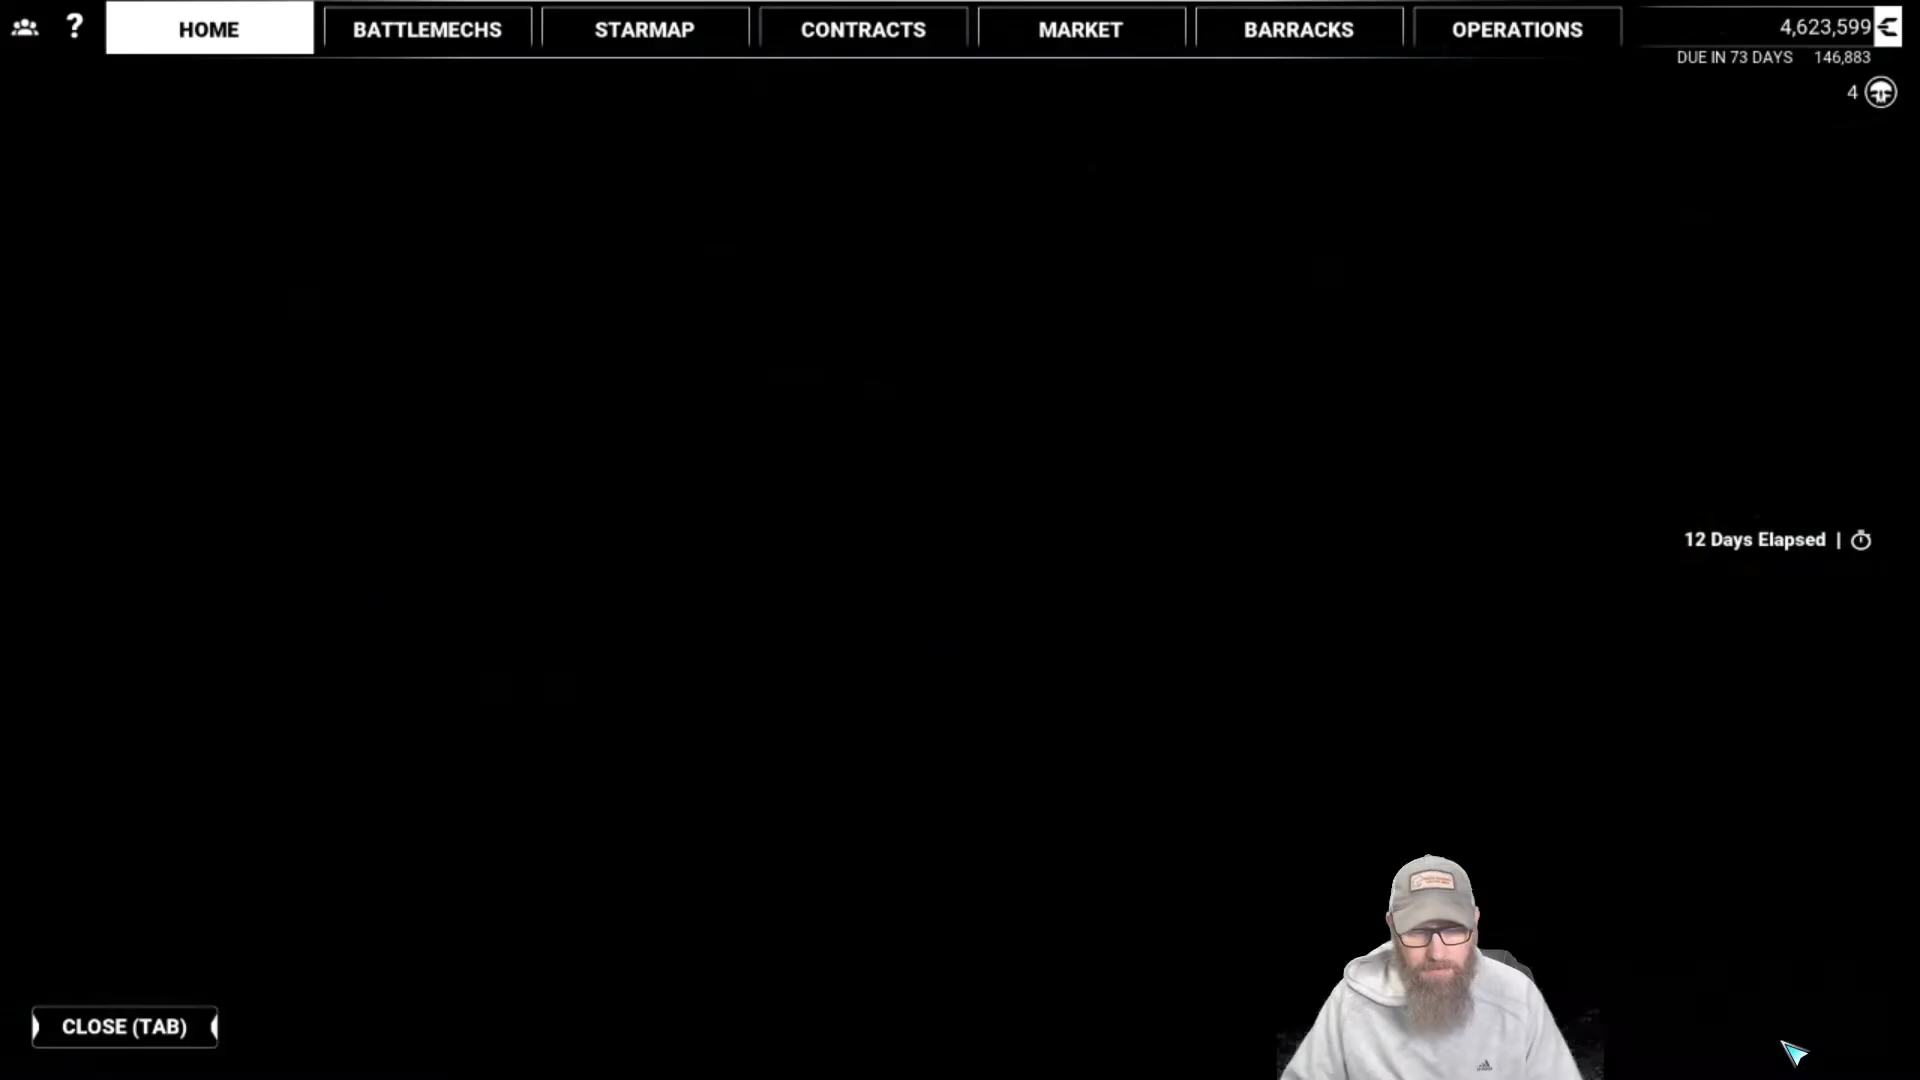 ?
HOME
BATTLEMECHS
STARMAP
CONTRACTS
MARKET
BARRACKS
OPERATIONS
4,623,599
DUE IN 73 DAYS 146,883
4
12 Days Elapsed |
CLOSE (TAB)